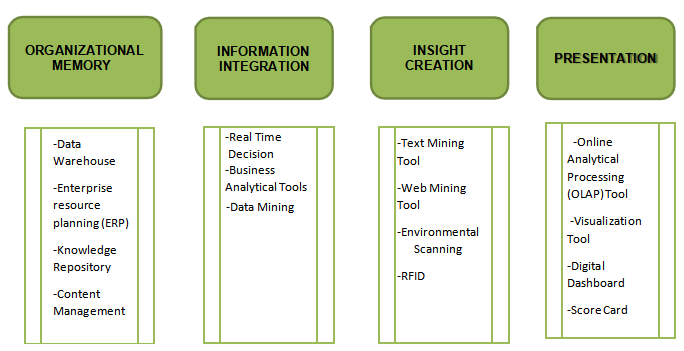 ORGANIZATIONAL
MEMORY
INFORMATION
INTEGRATION
INSIGHT
CREATION
PRESENTATION
-Data
Warehouse
-Enterprise
resource
planning (ERP)
-Knowledge
Repository
-Content
Management
-Real Time
Decision
-Business
Analytical Tools
-Data Mining
-Text Mining
Tool
-Web Mining
Tool
-Environmental
Scanning
-RFID
-Online
Analytical
Processing
(OLAP)Tool
-Visualization
Tool
-Digital
Dashboard
-Score Card